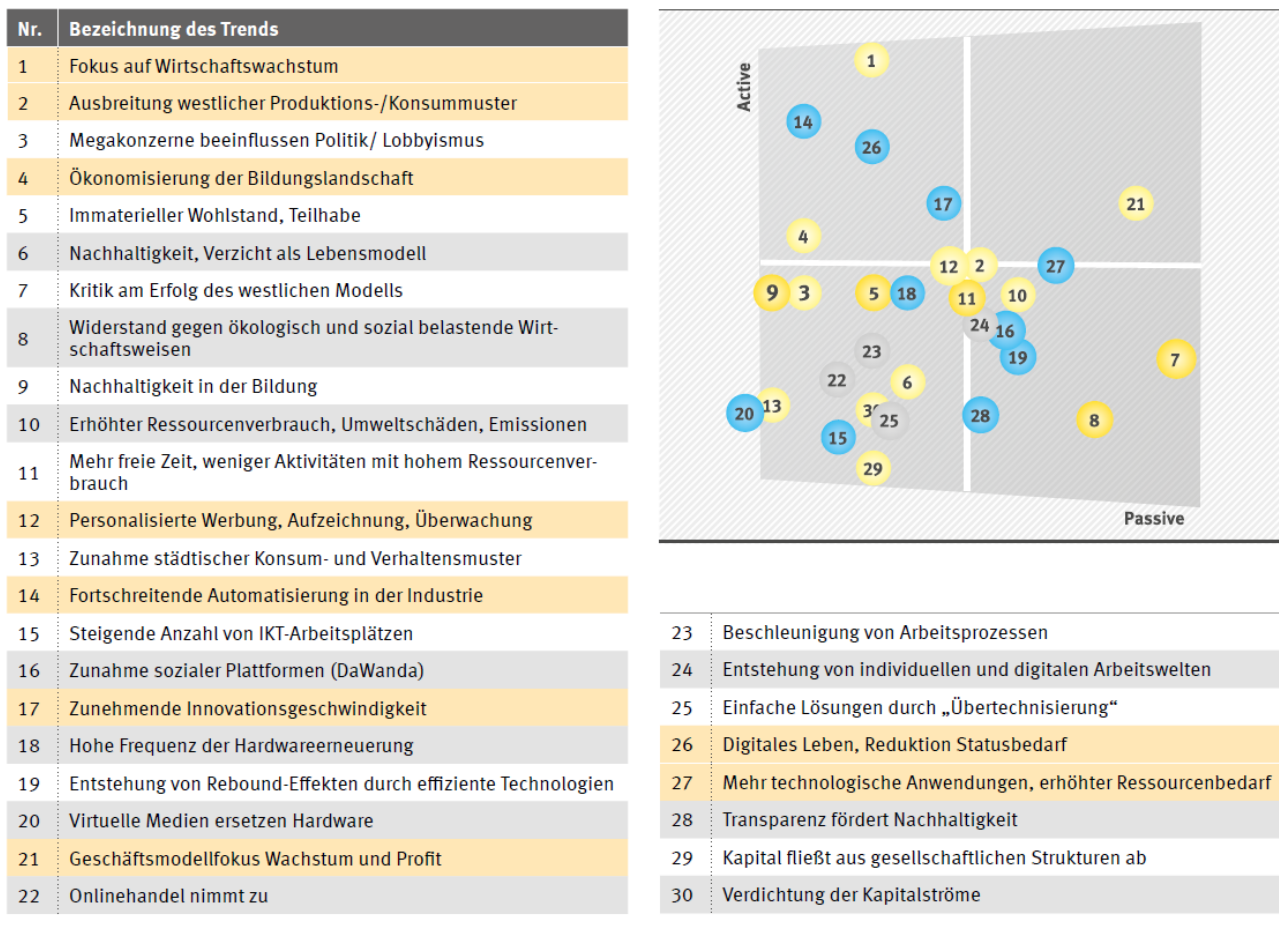 Nr. Bezeichnung des Trends
1 Fokus auf Wirtschaftswachstum
2 Ausbreitung westlicher Produktions-/Konsummuster
3 Megakonzerne beeinflussen Politik/ Lobbyismus
4 Ökonomisierung der Bildungslandschaft
5 Immaterieller Wohlstand, Teilhabe
6 Nachhaltigkeit, Verzicht als Lebensmodell
7 Kritik am Erfolg des westlichen Modells
8 Widerstand gegen ökologisch und sozial belastende Wirt-
schaftsweisen
9 Nachhaltigkeit in der Bildung
10 Erhöhter Ressourcenverbrauch, Umweltschäden, Emissionen
11 Mehr freie Zeit, weniger Aktivitäten mit hohem Ressourcenver-
brauch
12 Personalisierte Werbung, Aufzeichnung, Überwachung
13 Zunahme städtischer Konsum- und Verhaltensmuster
14 Fortschreitende Automatisierung in der Industrie
15 Steigende Anzahl von IKT-Arbeitsplätzen
16 Zunahme sozialer Plattformen (DaWanda)
17 Zunehmende Innovationsgeschwindigkeit
18 Hohe Frequenz der Hardwareerneuerung
19 Entstehung von Rebound-Effekten durch effiziente Technologien
20 Virtuelle Medien ersetzen Hardware
21 Geschäftsmodellfokus Wachstum und Profit
22 Onlinehandel nimmt zu
Active
1
14
26
17
21
4
12 2 27
9 3 5 18 11 10
24 16
23 19 7
22 6
20 13 30 25 28 8
15
29
Passive
23 Beschleunigung von Arbeitsprozessen
24 Entstehung von individuellen und digitalen Arbeitswelten
25 Einfache Lösungen durch „Übertechnisierung“
26 Digitales Leben, Reduktion Statusbedarf
27 Mehr technologische Anwendungen, erhöhter Ressourcenbedarf
28 Transparenz fördert Nachhaltigkeit
29 Kapital fließt aus gesellschaftlichen Strukturen ab
30 Verdichtung der Kapitalströme